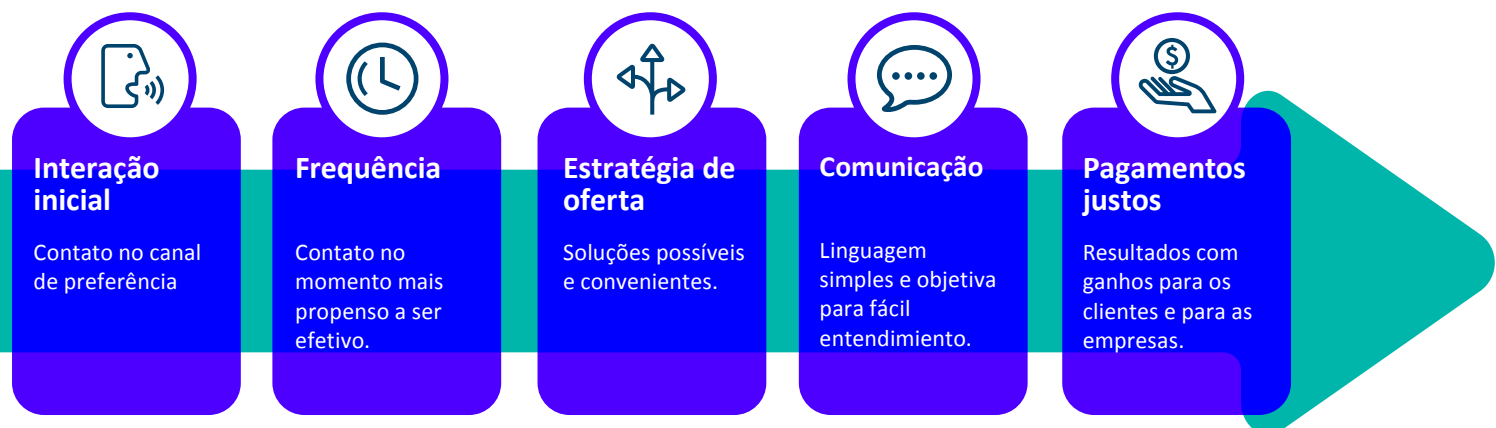 $
Interação
inicial
Contato no canal
de preferência
Frequência
Contato no
momento mais
propenso a ser
efetivo.
Estratégia de
oferta
Soluções possíveis
e convenientes.
Comunicação
Linguagem
simples e objetiva
para fácil
entendimiento.
Pagamentos
justos
Resultados com
ganhos para os
clientes e para as
empresas.